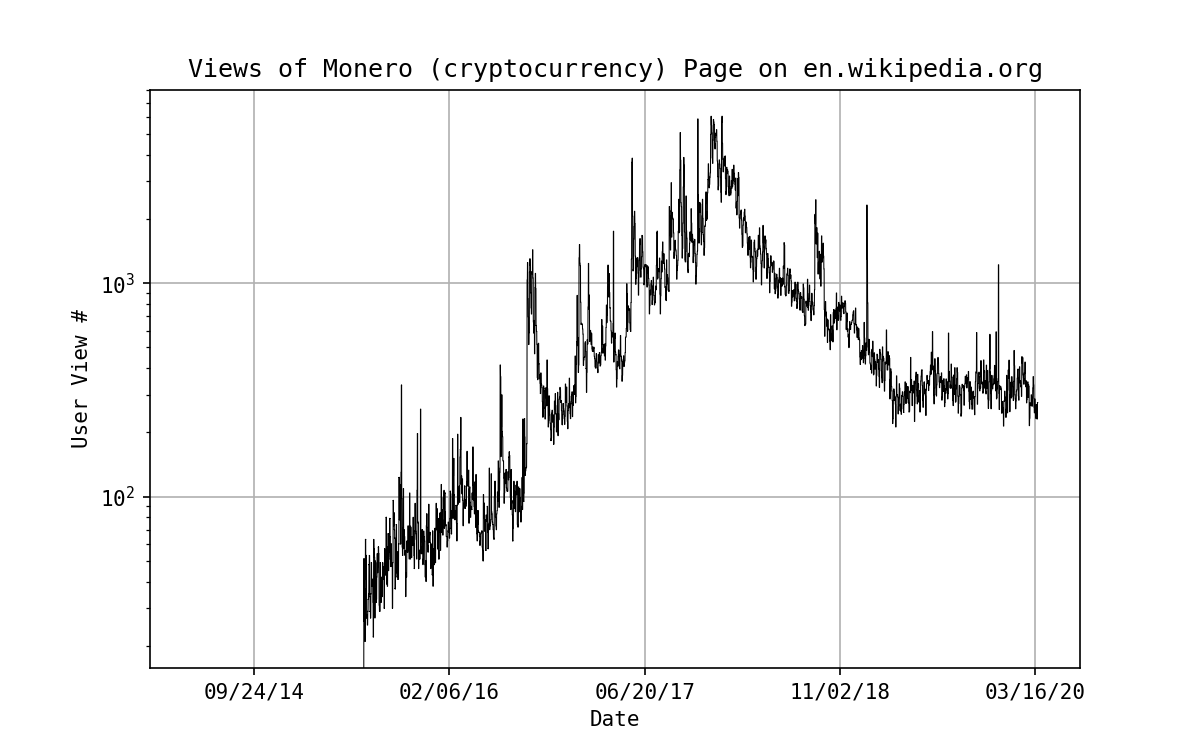 Views of Monero (cryptocurrency) Page on en.wikipedia.org
10³
10²
User View #
09/24/14 02/06/16 06/20/17 11/02/18 03/16/20
Date